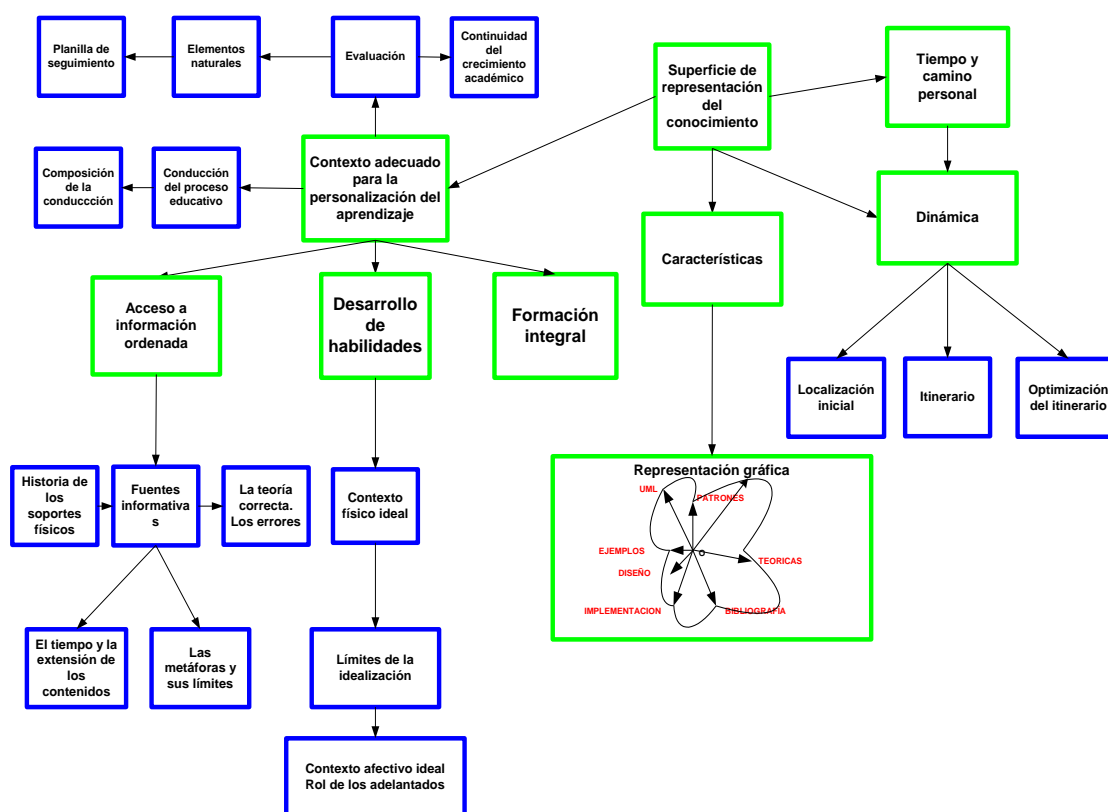 Planilla de
seguimiento
Elementos
naturales
Evaluación
Continuidad
del
crecimiento
académico
Superficie de
representación
del
conocimiento
Tiempo y
camino
personal
Composición
de la
conduccción
Conducción
del proceso
educativo
Contexto adecuado
para la
personalización del
aprendizaje
Características
Dinámica
Acceso a
información
ordenada
Desarrollo
de
habilidades
Formación
integral
Localización
inicial
Itinerario
Optimización
del itinerario
Historia de
los
soportes
físicos
Fuentes
informativa
s
La teoría
correcta.
Los errores
Contexto
físico ideal
Representación gráfica
UML
PATRONES
EJEMPLOS
o
TEORICAS
DISEÑO
IMPLEMENTACION
BIBLIOGRAFIA
El tiempo y la
extensión de
los
contenidos
Las
metáforas y
sus límites
Límites de la
idealización
Contexto afectivo ideal
Rol de los adelantados